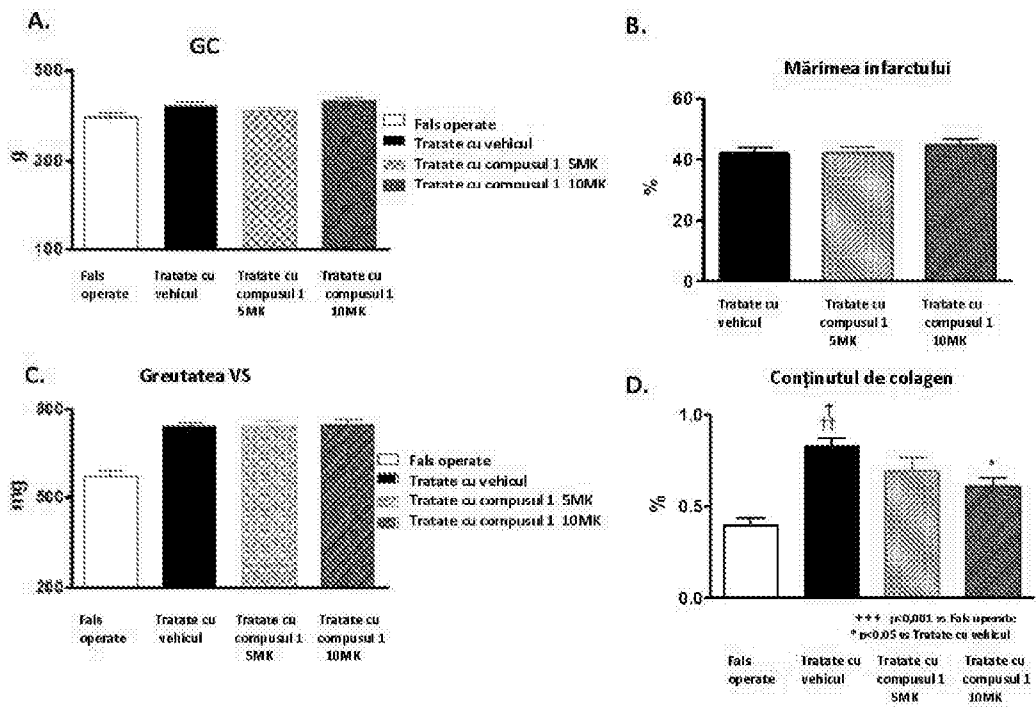 A.
GC
500
300
100
g
Fals operate
Tratate cu vehicul
Tratate cu compusul 1 5MK
Tratate cu compusul 1 10MK
Fals
operate
Tratate cu
vehicul
Tratate cu
compusul 1
5MK
Tratate cu
compusul 1
10MK
B.
Mărimea infarctului
60
40
20
0
%
Tratate cu
vehicul
Tratate cu
compusul 1
5MK
Tratate cu
compusul 1
10MK
C.
Greutatea VS
800
500
200
mg
Fals operate
Tratate cu vehicul
Tratate cu compusul 1 5MK
Tratate cu compusul 1 10MK
Fals
operate
Tratate cu
vehicul
Tratate cu
compusul 1
5MK
Tratate cu
compusul 1
10MK
D.
Conținutul de colagen
1.0
0.5
0.0
%
†
††
*
+++ p<0,001 vs Fals operate
* p<0,05 vs Tratate cu vehicul
Fals
operate
Tratate cu
vehicul
Tratate cu
compusul 1
5MK
Tratate cu
compusul 1
10MK